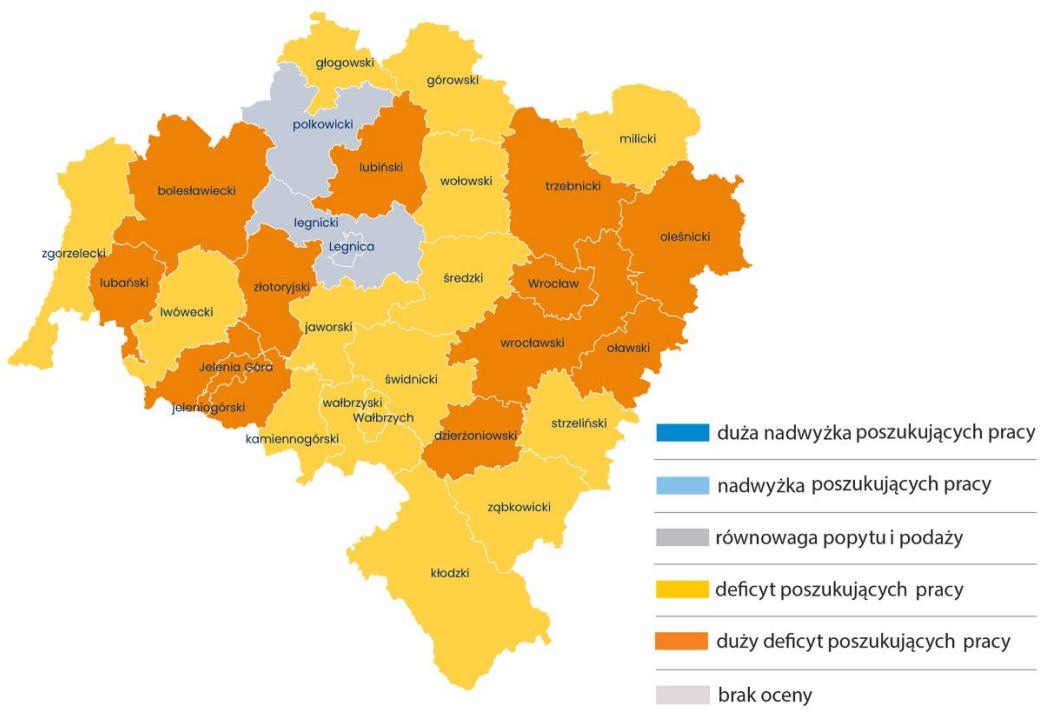 głogowski
górowski
polkowicki
milicki
lubiński
bolesławiecki
wołowski
trzebnicki
legnicki
oleśnicki
Legnica
zgorzelecki
średzki
lubański
złotoryjski
Wrocław
lwówecki
jaworski
wrocławski
oławski
Jelenia Góra
świdnicki
jeleniogórski
wałbrzyski
Wałbrzych
kamiennogórski
dzierżoniowski
strzeliński
ząbkowicki
kłodzki
duża nadwyżka poszukujących pracy
nadwyżka poszukujących pracy
równowaga popytu i podaży
deficyt poszukujących pracy
duży deficyt poszukujących pracy
brak oceny